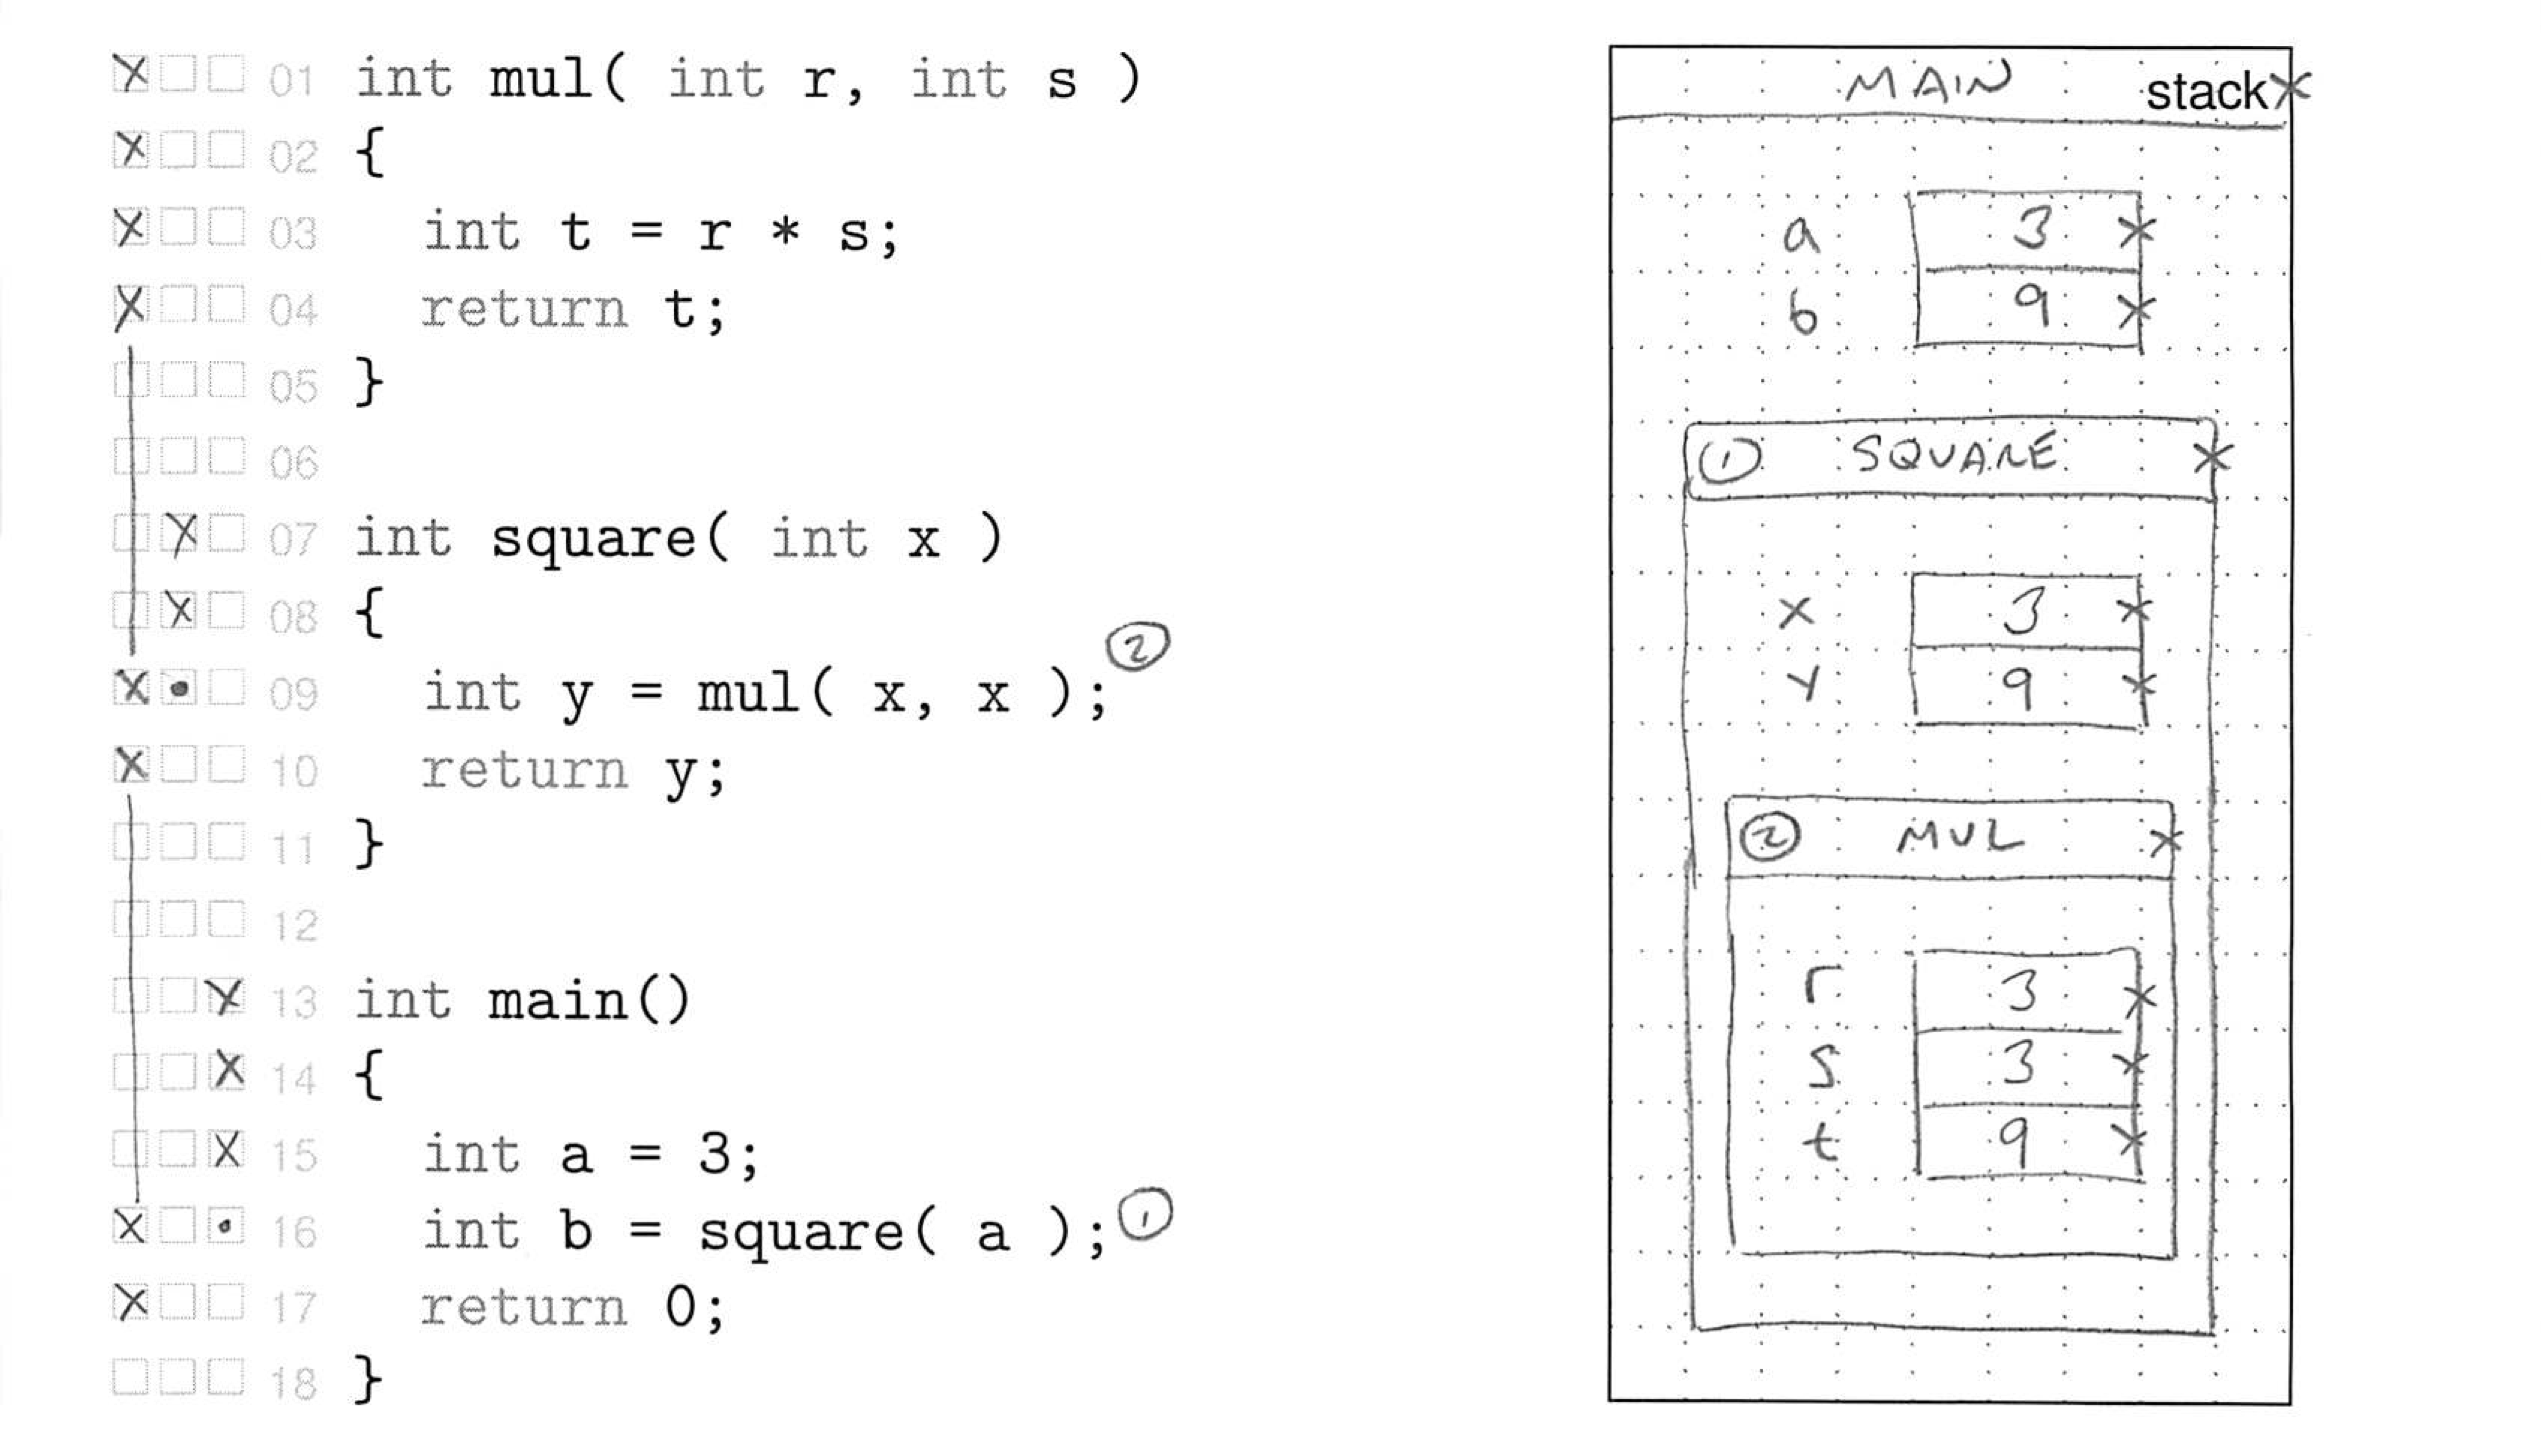 01 int mul( int r, int s )
02 {
03 int t = r * s;
04 return t;
05 }
06
07 int square( int x )
08 {
09 int y = mul( x, x ); 2
10 return y;
11 }
12
13 int main()
14 {
15 int a = 3;
16 int b = square( a ); 1
17 return 0;
18 }
MAIN stack
a 3
b 9
1 SQUARE
x 3
y 9
2 MUL
r 3
s 3
t 9